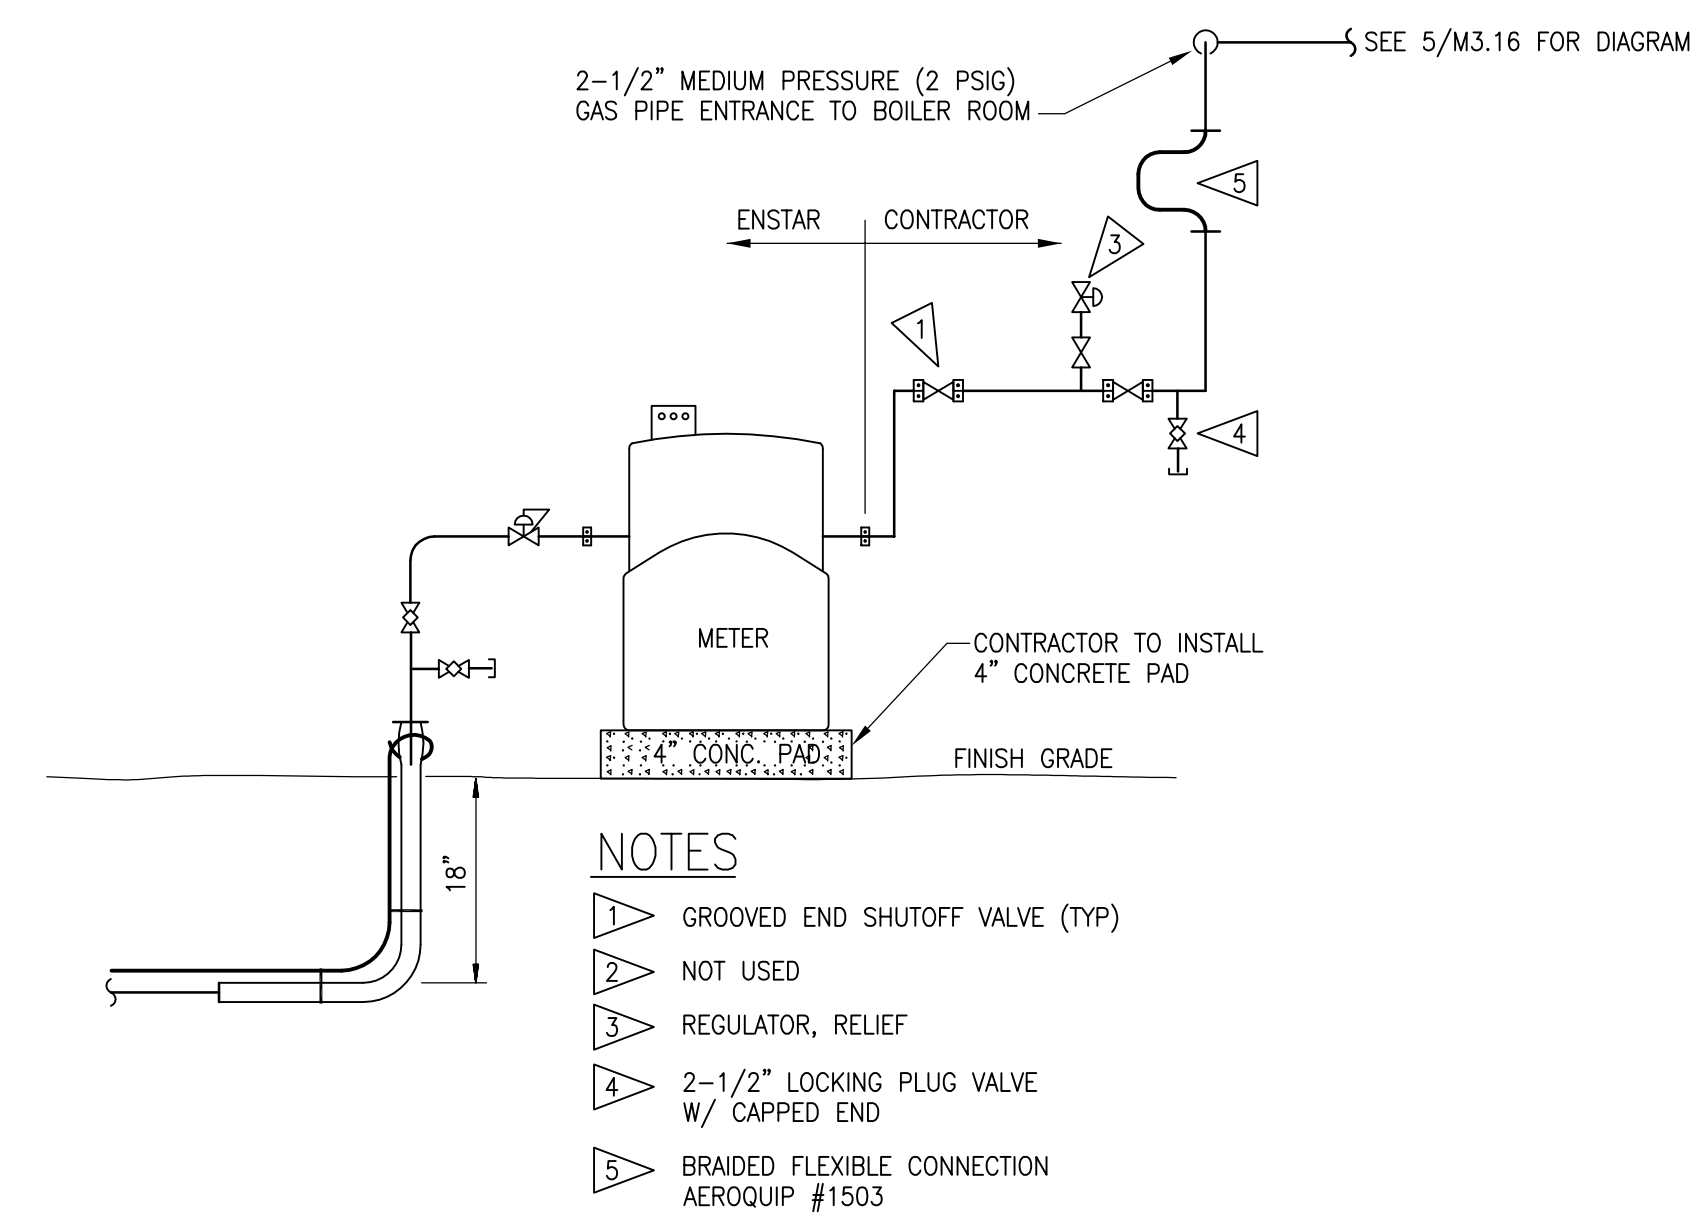 SEE 5/M3.16 FOR DIAGRAM
2-1/2" MEDIUM PRESSURE (2 PSIG)
GAS PIPE ENTRANCE TO BOILER ROOM
5
ENSTAR
CONTRACTOR
3
1
4
METER
CONTRACTOR TO INSTALL
4" CONCRETE PAD
4" CONC. PAD
FINISH GRADE
18"
NOTES
1 GROOVED END SHUTOFF VALVE (TYP)
2 NOT USED
3 REGULATOR, RELIEF
4 2-1/2" LOCKING PLUG VALVE
W/ CAPPED END
5 BRAIDED FLEXIBLE CONNECTION
AEROQUIP #1503